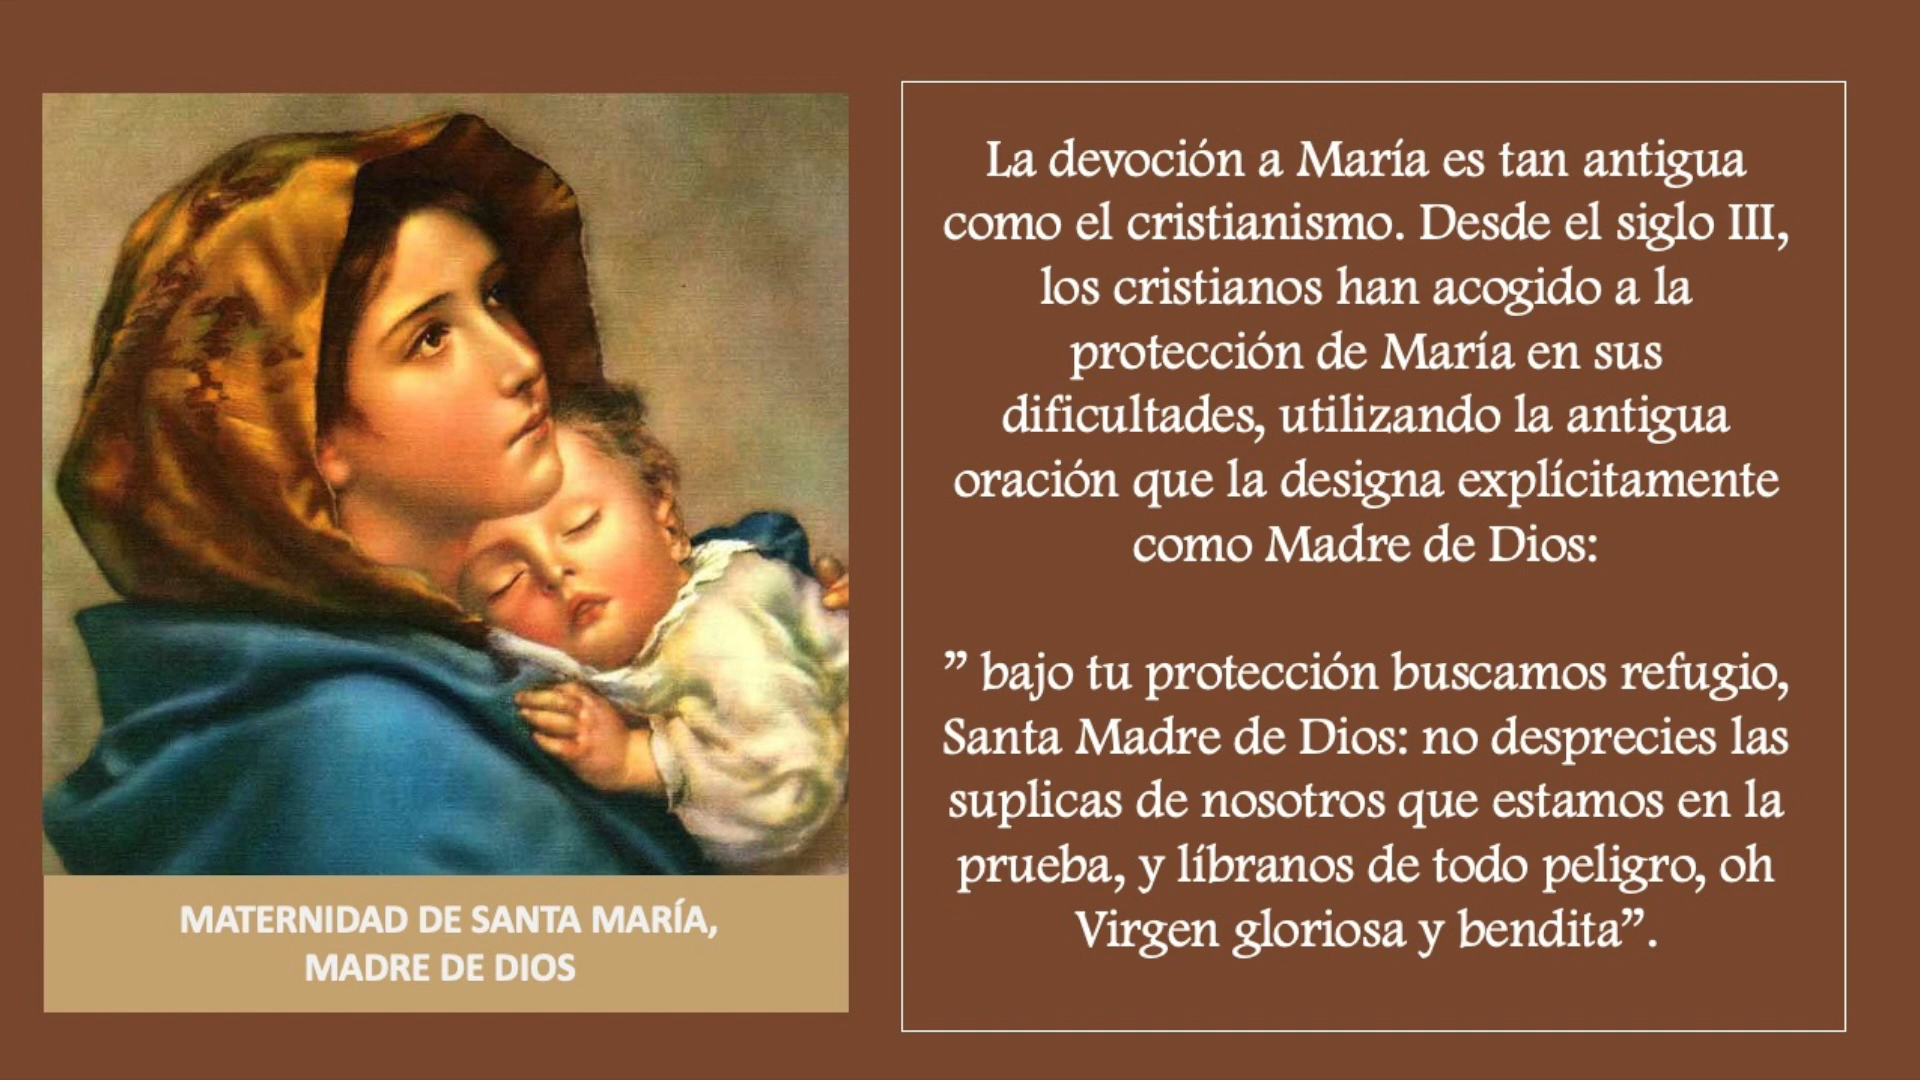 La devoción a María es tan antigua
como el cristianismo. Desde el siglo III,
los cristianos han acogido a la
protección de María en sus
dificultades, utilizando la antigua
oración que la designa explícitamente
como Madre de Dios:
” bajo tu protección buscamos refugio,
Santa Madre de Dios: no desprecies las
suplicas de nosotros que estamos en la
prueba, y líbranos de todo peligro, oh
Virgen gloriosa y bendita”.
MATERNIDAD DE SANTA MARÍA,
MADRE DE DIOS